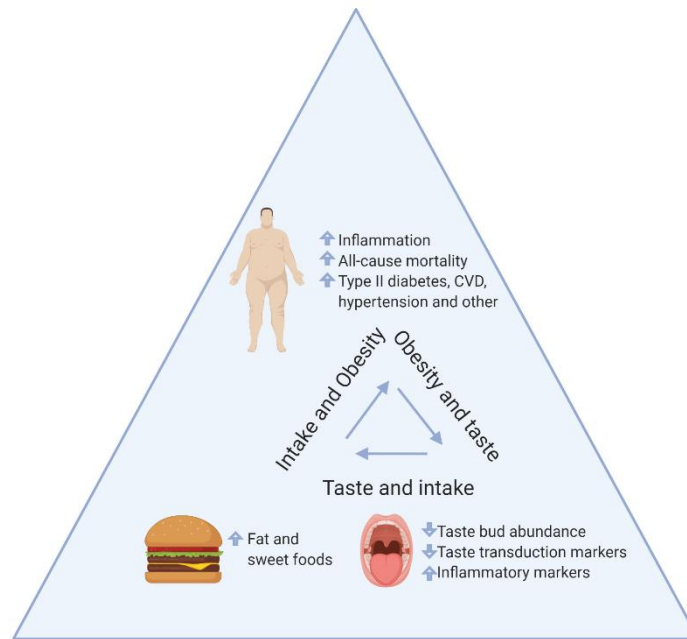 Inflammation
All-cause mortality
Type II diabetes, CVD,
hypertension and other
Intake and Obesity
Obesity and taste
Taste and intake
Fat and
sweet foods
Taste bud abundance
Taste transduction markers
Inflammatory markers